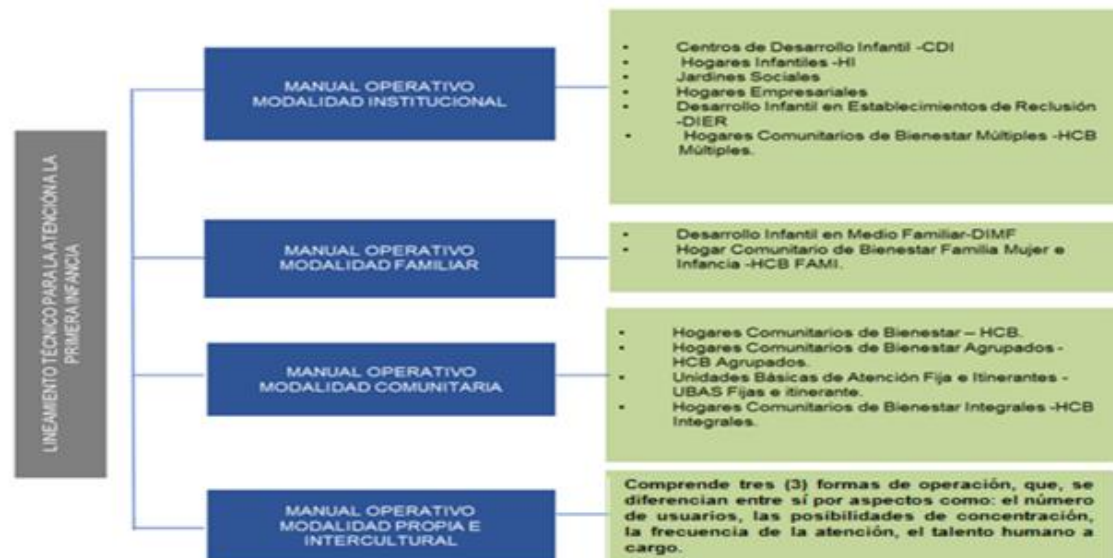 LINEAMIENTO TÉCNICO PARA LA ATENCIÓN A LA
PRIMERA INFANCIA
MANUAL OPERATIVO
MODALIDAD INSTITUCIONAL
• Centros de Desarrollo Infantil -CDI
• Hogares Infantiles -HI
• Jardines Sociales
• Hogares Empresariales
• Desarrollo Infantil en Establecimientos de Reclusión
-DIER
• Hogares Comunitarios de Bienestar Múltiples -HCB
Múltiples.
MANUAL OPERATIVO
MODALIDAD FAMILIAR
• Desarrollo Infantil en Medio Familiar-DIMF
• Hogar Comunitario de Bienestar Familia Mujer e
Infancia -HCB FAMI.
MANUAL OPERATIVO
MODALIDAD COMUNITARIA
• Hogares Comunitarios de Bienestar – HCB.
• Hogares Comunitarios de Bienestar Agrupados -
HCB Agrupados.
• Unidades Básicas de Atención Fija e Itinerantes -
UBAS Fijas e itinerante.
• Hogares Comunitarios de Bienestar Integrales -HCB
Integrales.
MANUAL OPERATIVO
MODALIDAD PROPIA E
INTERCULTURAL
Comprende tres (3) formas de operación, que, se
diferencian entre sí por aspectos como: el número
de usuarios, las posibilidades de concentración,
la frecuencia de la atención, el talento humano a
cargo.